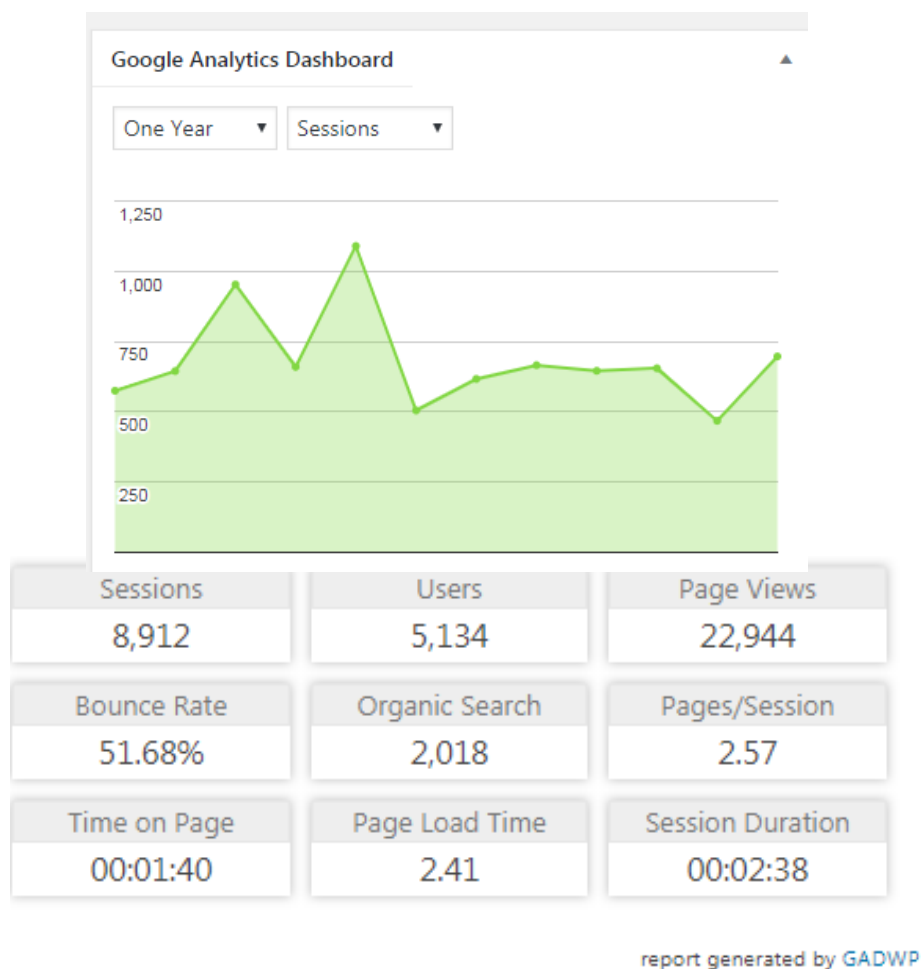 Google Analytics Dashboard
One Year Sessions
1,250
1,000
750
500
250
Sessions Users Page Views
8,912 5,134 22,944
Bounce Rate Organic Search Pages/Session
51.68% 2,018 2.57
Time on Page Page Load Time Session Duration
00:01:40 2.41 00:02:38
report generated by GADWP